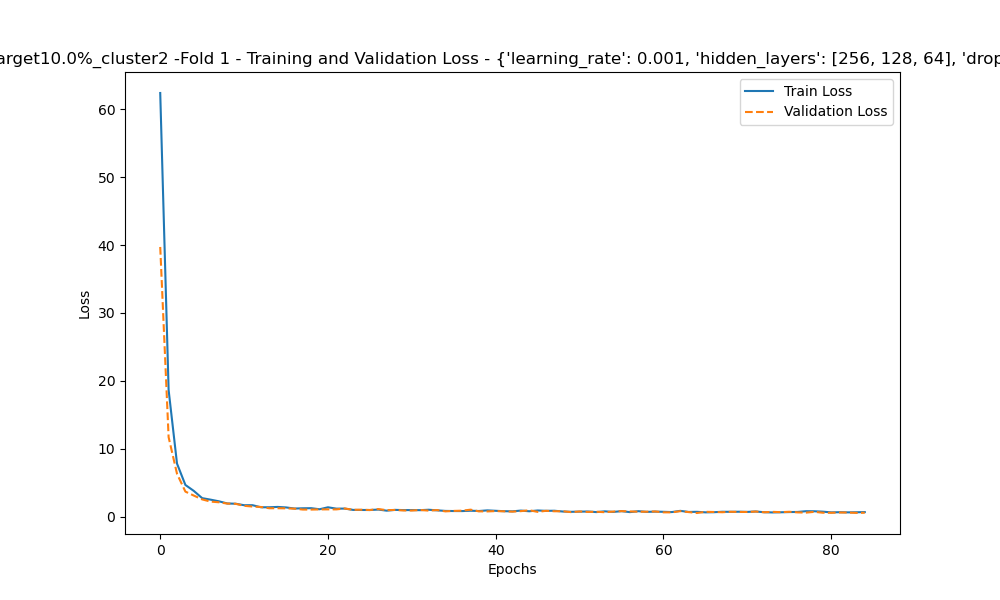 arget10.0%_cluster2 -Fold 1 - Training and Validation Loss - {'learning_rate': 0.001, 'hidden_layers': [256, 128, 64], 'drop
Train Loss
Validation Loss
60
50
40
30
20
10
0
Loss
0 20 40 60 80
Epochs